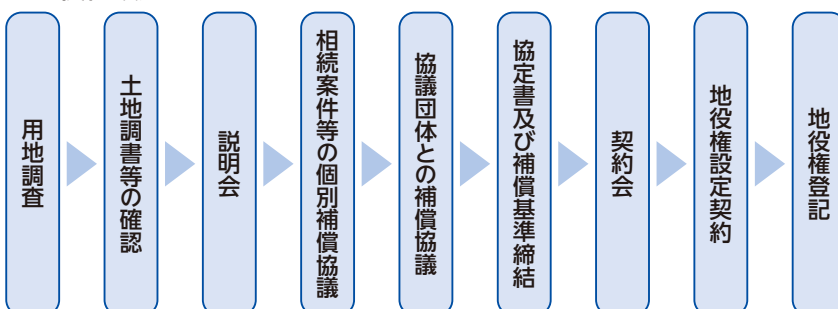 用地調査
土地調書等の確認
説明会
相続案件等の個別補償協議
協議団体との補償協議
協定書及び補償基準締結
契約会
地役権設定契約
地役権登記